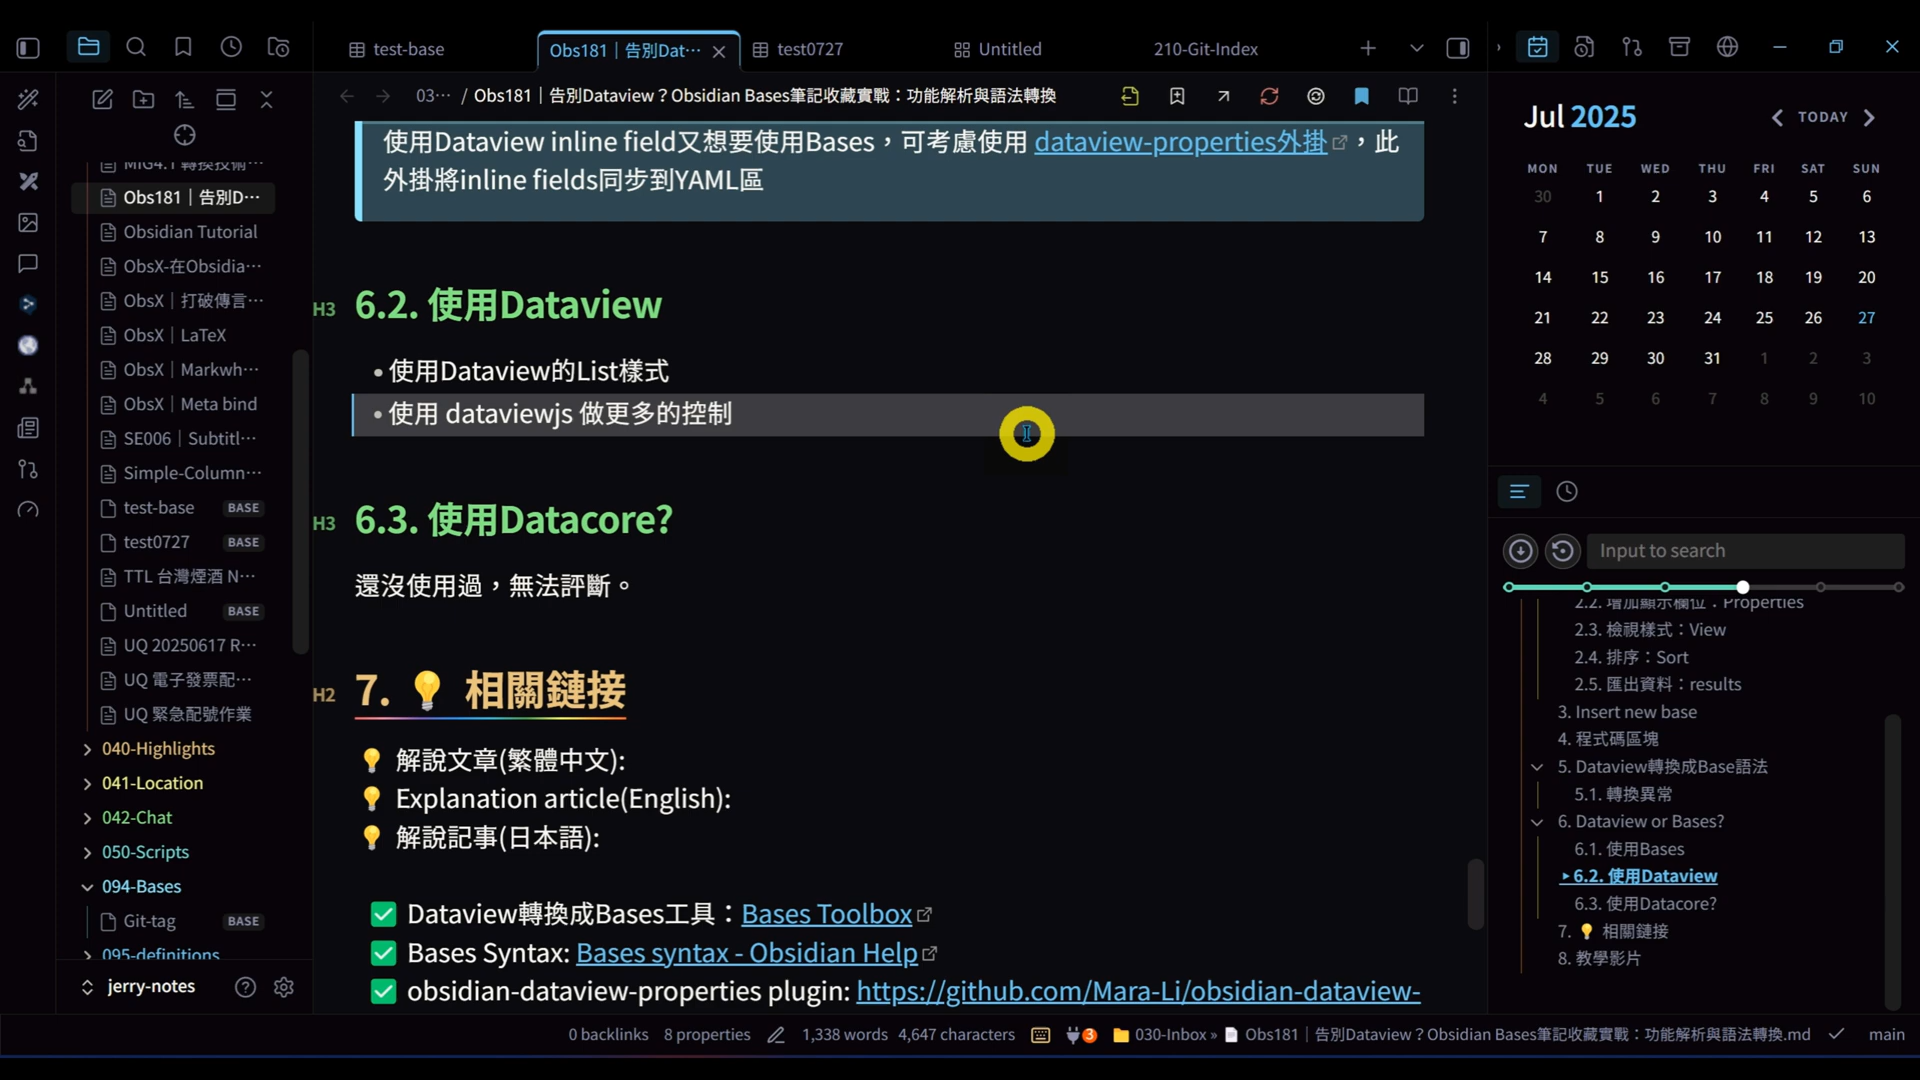 test-base
Obs181｜告別Dat…
test0727
Untitled
210-Git-Index
03… / Obs181｜告別Dataview？Obsidian Bases筆記收藏實戰：功能解析與語法轉換
MIG4.1 轉換技術…
Obs181｜告別D…
Obsidian Tutorial
ObsX-在Obsidia…
ObsX｜打破傳言…
ObsX｜LaTeX
ObsX｜Markwh…
ObsX｜Meta bind
SE006｜Subtitl…
Simple-Column…
test-base BASE
test0727 BASE
TTL 台灣煙酒 N…
Untitled BASE
UQ 20250617 R…
UQ 電子發票配…
UQ 緊急配號作業
040-Highlights
041-Location
042-Chat
050-Scripts
094-Bases
Git-tag BASE
095-definitions
jerry-notes
使用Dataview inline field又想要使用Bases，可考慮使用 dataview-properties外掛，此
外掛將inline fields同步到YAML區
H3 6.2. 使用Dataview
• 使用Dataview的List樣式
• 使用 dataviewjs 做更多的控制
H3 6.3. 使用Datacore?
還沒使用過，無法評斷。
H2 7. 💡 相關鏈接
💡 解說文章(繁體中文):
💡 Explanation article(English):
💡 解說記事(日本語):
✅ Dataview轉換成Bases工具：Bases Toolbox
✅ Bases Syntax: Bases syntax - Obsidian Help
✅ obsidian-dataview-properties plugin: https://github.com/Mara-Li/obsidian-dataview-
Jul 2025
TODAY
MON TUE WED THU FRI SAT SUN
30 1 2 3 4 5 6
7 8 9 10 11 12 13
14 15 16 17 18 19 20
21 22 23 24 25 26 27
28 29 30 31 1 2 3
4 5 6 7 8 9 10
Input to search
2.2. 增加顯示欄位：Properties
2.3. 檢視樣式：View
2.4. 排序：Sort
2.5. 匯出資料：results
3. Insert new base
4. 程式碼區塊
5. Dataview轉換成Base語法
5.1. 轉換異常
6. Dataview or Bases?
6.1. 使用Bases
6.2. 使用Dataview
6.3. 使用Datacore?
7. 💡 相關鏈接
8. 教學影片
0 backlinks 8 properties 1,338 words 4,647 characters 3 030-Inbox » Obs181｜告別Dataview？Obsidian Bases筆記收藏實戰：功能解析與語法轉換.md main